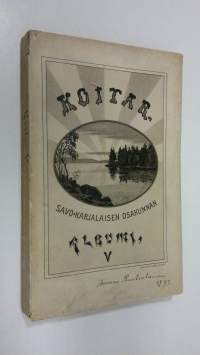 KOITAR.
SAVO-KARJALAISEN OSAKUNNAN
ALBUMI.
V